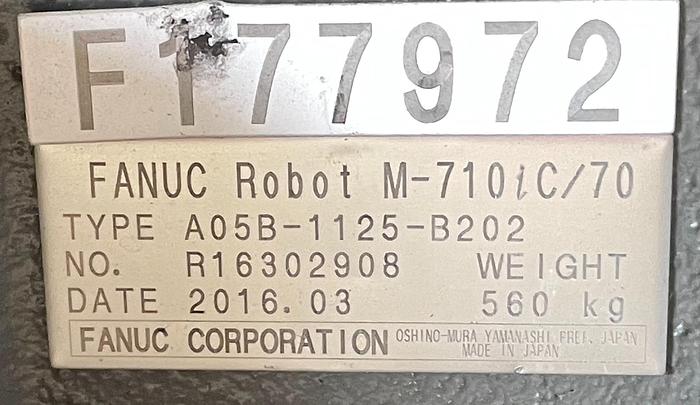 F177972
FANUC Robot M-710iC/70
TYPE A05B-1125-B202
NO. R16302908 WEIGHT
DATE 2016.03 560 kg
FANUC CORPORATION OSHINO-MURA YAMANASHI PREF. JAPAN
MADE IN JAPAN